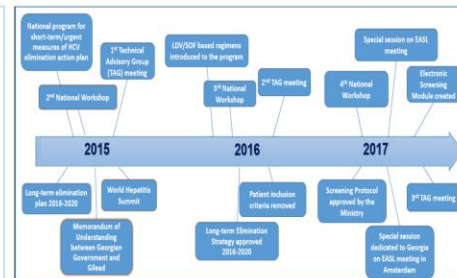 National program for
short-term/urgent
measures of HCV
elimination action plan
2nd National Workshop
1st Technical
Advisory Group (TAG)
meeting
LDV/SOF based regimens
introduced to the program
3rd National
Workshop
2nd TAG meeting
4th National
Workshop
Special session on EASL
meeting
Electronic
Screening
Module created
2015
2016
2017
Long-term elimination
plan 2016-2020
Memorandum of
Understanding
between Georgian
Government and
Gilead
World Hepatitis
Summit
Long-term Elimination
Strategy approved
2016-2020
Patient inclusion
criteria removed
Screening Protocol
approved by the
Ministry
Special session
dedicated to Georgia
on EASL meeting in
Amsterdam
3rd TAG meeting